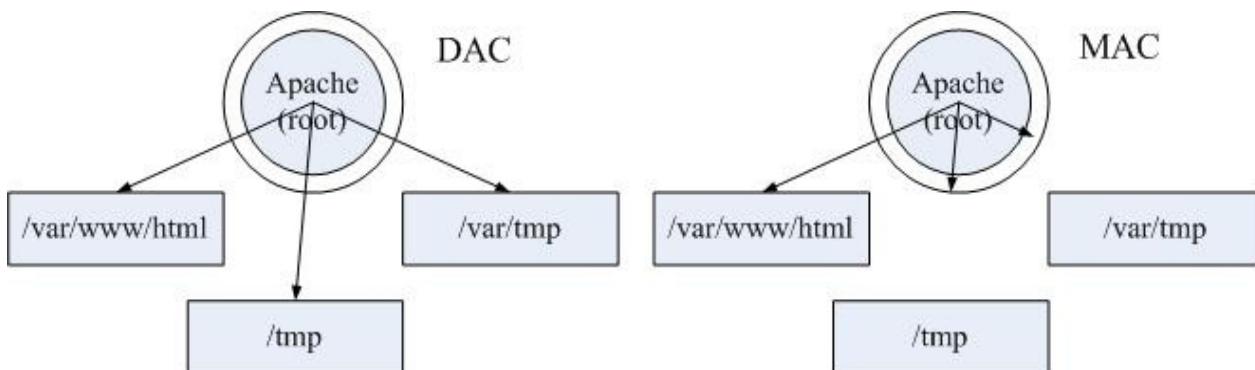 DAC
Apache
(root)
/var/www/html
/var/tmp
/tmp
MAC
Apache
(root)
/var/www/html
/var/tmp
/tmp